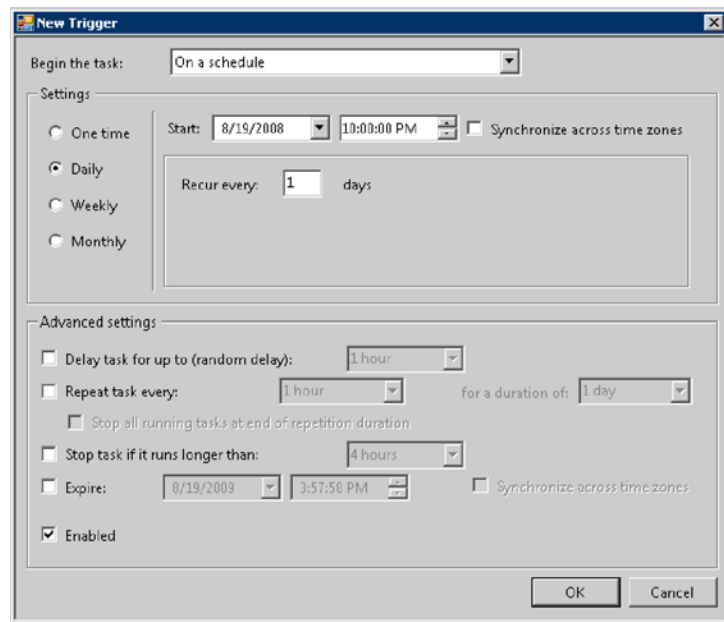 New Trigger
Begin the task: On a schedule
Settings
One time
Start: 8/19/2008 10:00:00 PM Synchronize across time zones
Daily
Recur every: 1 days
Weekly
Monthly
Advanced settings
Delay task for up to (random delay): 1 hour
Repeat task every: 1 hour for a duration of: 1 day
Stop all running tasks at end of repetition duration
Stop task if it runs longer than: 4 hours
Expire: 8/19/2009 3:57:58 PM Synchronize across time zones
Enabled
OK Cancel